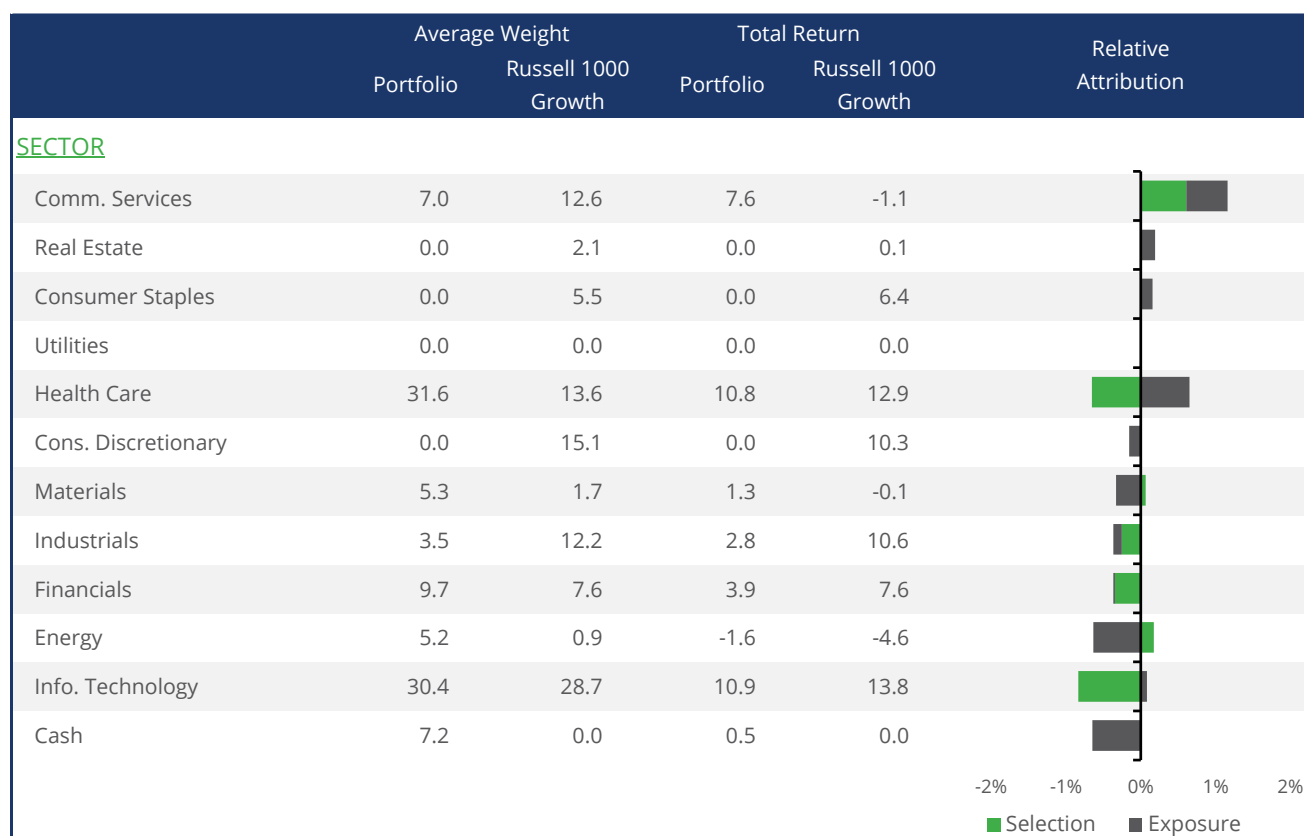 Average Weight Total Return Relative Attribution
Portfolio Russell 1000 Growth Portfolio Russell 1000 Growth
SECTOR
Comm. Services 7.0 12.6 7.6 -1.1
Real Estate 0.0 2.1 0.0 0.1
Consumer Staples 0.0 5.5 0.0 6.4
Utilities 0.0 0.0 0.0 0.0
Health Care 31.6 13.6 10.8 12.9
Cons. Discretionary 0.0 15.1 0.0 10.3
Materials 5.3 1.7 1.3 -0.1
Industrials 3.5 12.2 2.8 10.6
Financials 9.7 7.6 3.9 7.6
Energy 5.2 0.9 -1.6 -4.6
Info. Technology 30.4 28.7 10.9 13.8
Cash 7.2 0.0 0.5 0.0
-2% -1% 0% 1% 2%
Selection Exposure